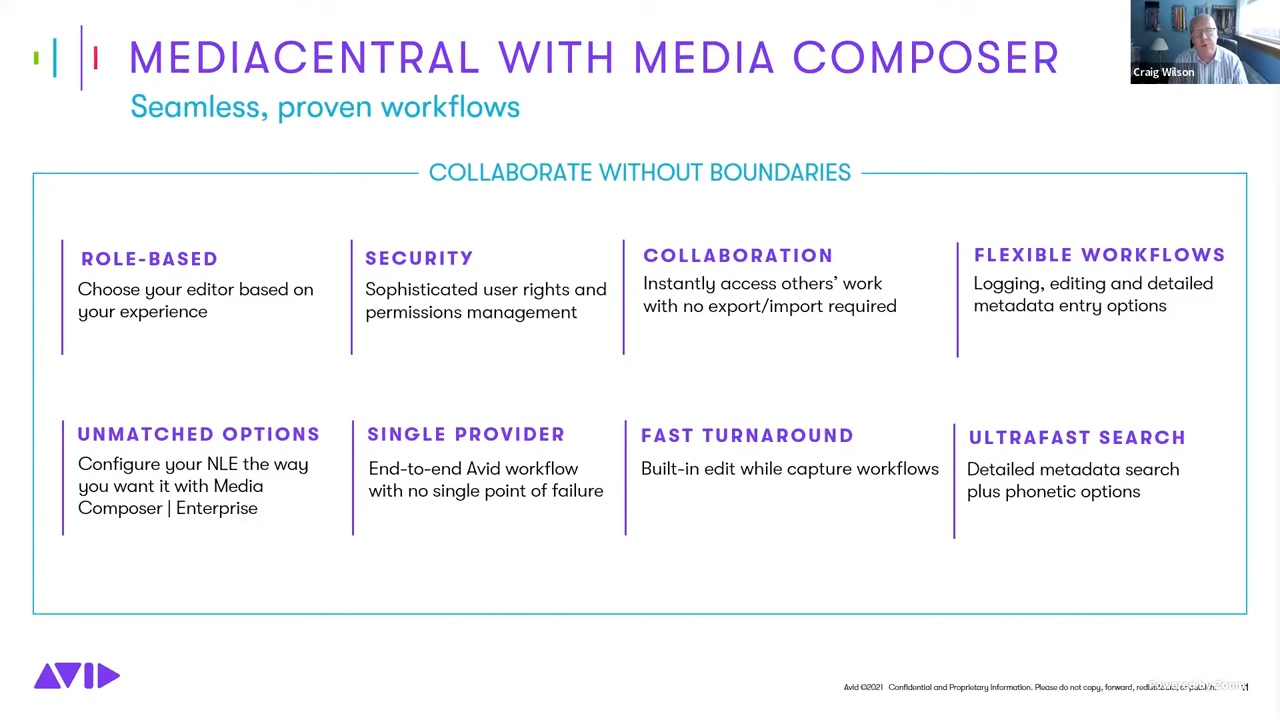 MEDIACENTRAL WITH MEDIA COMPOSER
Seamless, proven workflows
Craig Wilson
COLLABORATE WITHOUT BOUNDARIES
ROLE-BASED
Choose your editor based on
your experience
SECURITY
Sophisticated user rights and
permissions management
COLLABORATION
Instantly access others’ work
with no export/import required
FLEXIBLE WORKFLOWS
Logging, editing and detailed
metadata entry options
UNMATCHED OPTIONS
Configure your NLE the way
you want it with Media
Composer | Enterprise
SINGLE PROVIDER
End-to-end Avid workflow
with no single point of failure
FAST TURNAROUND
Built-in edit while capture workflows
ULTRAFAST SEARCH
Detailed metadata search
plus phonetic options
AVID
Avid ©2021 Confidential and Proprietary Information. Please do not copy, forward,
Powered by Zoom